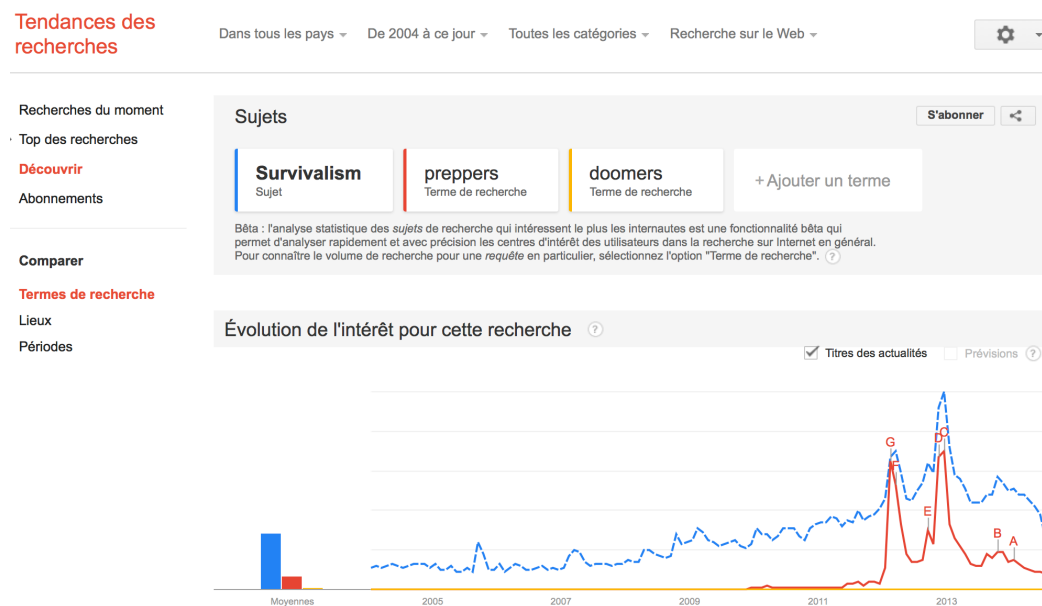 Tendances des
recherches
Dans tous les pays
De 2004 à ce jour
Toutes les catégories
Recherche sur le Web
Recherches du moment
Top des recherches
Découvrir
Abonnements
Comparer
Termes de recherche
Lieux
Périodes
Sujets
S'abonner
Survivalism
Sujet
preppers
Terme de recherche
doomers
Terme de recherche
+Ajouter un terme
Bêta : l'analyse statistique des sujets de recherche qui intéressent le plus les internautes est une fonctionnalité bêta qui
permet d'analyser rapidement et avec précision les centres d'intérêt des utilisateurs dans la recherche sur Internet en général.
Pour connaître le volume de recherche pour une requête en particulier, sélectionnez l'option "Terme de recherche". ?
Évolution de l'intérêt pour cette recherche ?
Titres des actualités
Prévisions ?
G
F
E
D
C
B
A
Moyennes
2005
2007
2009
2011
2013